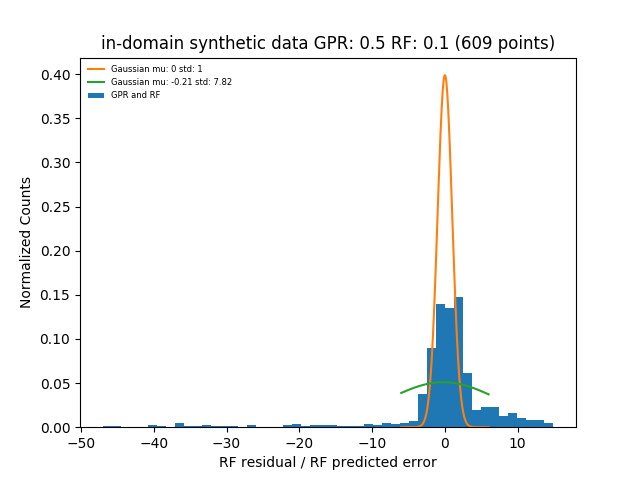 in-domain synthetic data GPR: 0.5 RF: 0.1 (609 points)
Gaussian mu: 0 std: 1
Gaussian mu: -0.21 std: 7.82
GPR and RF
Normalized Counts
0.40
0.35
0.30
0.25
0.20
0.15
0.10
0.05
0.00
−50 −40 −30 −20 −10 0 10
RF residual / RF predicted error